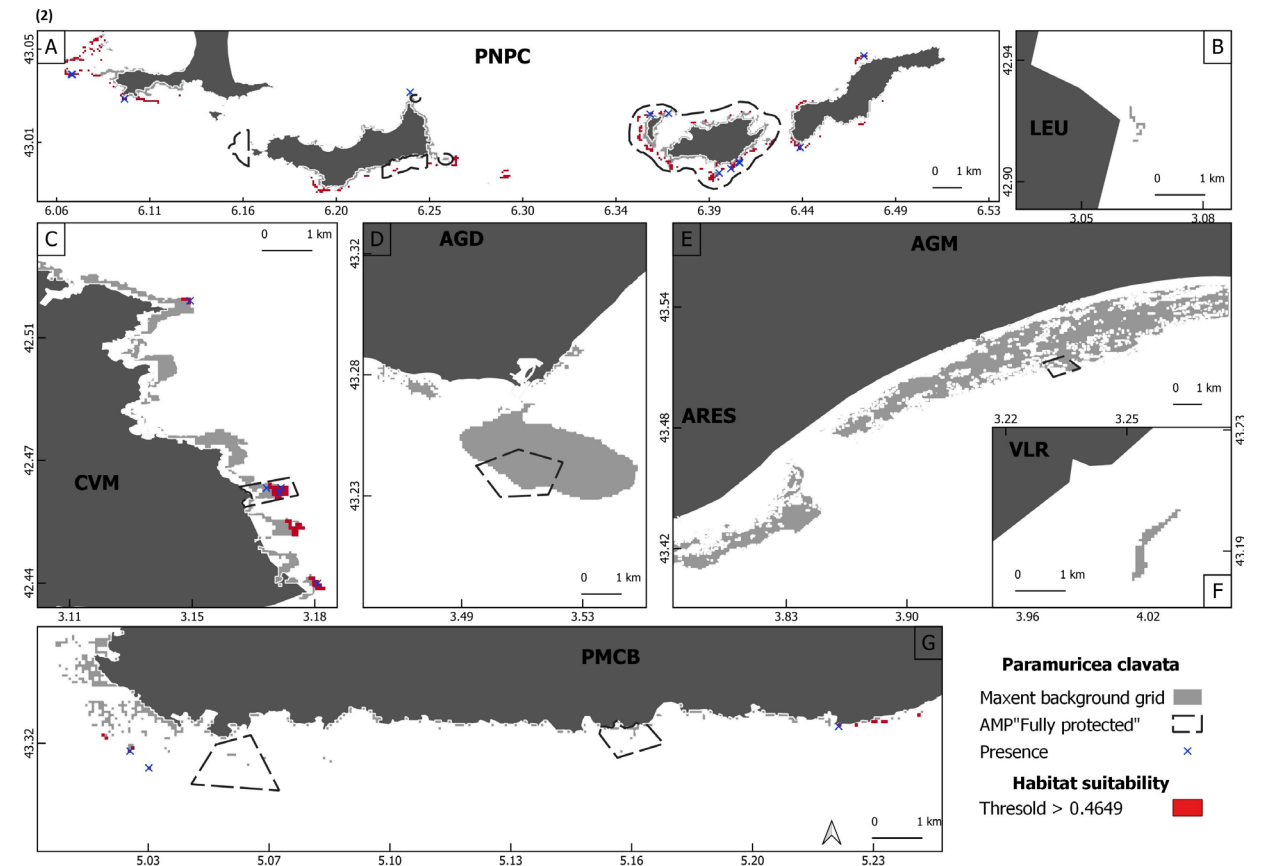 (2)
A
PNPC
B
43.05
43.01
0 1 km
6.06 6.11 6.16 6.20 6.25 6.30 6.34 6.39 6.44 6.49 6.53
42.94
42.90
LEU
0 1 km
3.05 3.08
C
0 1 km
42.51
42.47
42.44
CVM
3.11 3.15 3.18
D
AGD
43.32
43.28
43.23
0 1 km
3.49 3.53
E
AGM
43.54
43.48
43.42
ARES
0 1 km
3.83 3.90 3.96 4.02
3.22 3.25
VLR
43.23
43.19
0 1 km
F
PMCB
G
43.32
0 1 km
5.03 5.07 5.10 5.13 5.16 5.20 5.23
Paramuricea clavata
Maxent background grid
AMP"Fully protected"
Presence
Habitat suitability
Thresold > 0.4649